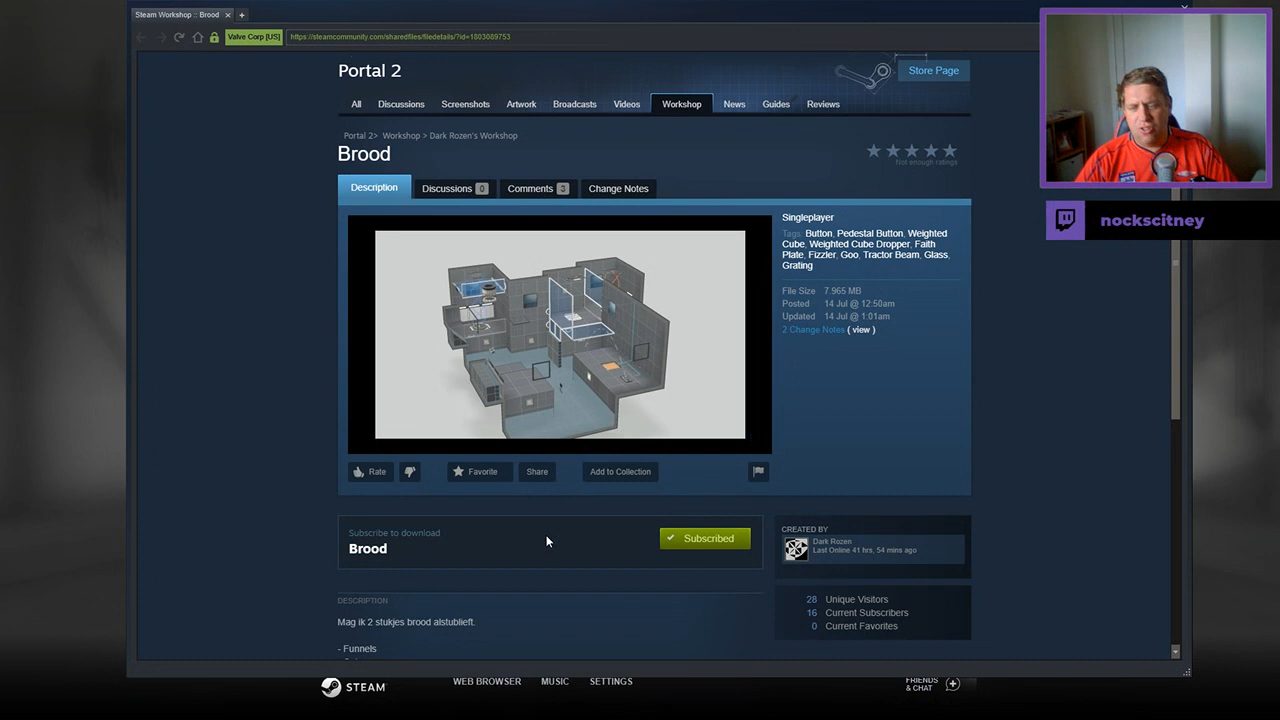 Steam Workshop :: Brood
Valve Corp [US]
https://steamcommunity.com/sharedfiles/filedetails/?id=1803089753
Portal 2
Store Page
All Discussions Screenshots Artwork Broadcasts Videos Workshop News Guides Reviews
Portal 2> Workshop > Dark Rozen's Workshop
Brood
Not enough ratings
Description Discussions 0 Comments 3 Change Notes
Singleplayer
Tags: Button, Pedestal Button, Weighted
Cube, Weighted Cube Dropper, Faith
Plate, Fizzler, Goo, Tractor Beam, Glass,
Grating
File Size 7.965 MB
Posted 14 Jul @ 12:50am
Updated 14 Jul @ 1:01am
2 Change Notes ( view )
Rate Favorite Share Add to Collection
Subscribe to download
Brood
Subscribed
CREATED BY
Dark Rozen
Last Online 41 hrs, 54 mins ago
28 Unique Visitors
16 Current Subscribers
0 Current Favorites
DESCRIPTION
Mag ik 2 stukjes brood alstublieft.
- Funnels
STEAM
WEB BROWSER MUSIC SETTINGS
FRIENDS
& CHAT
nockscitney